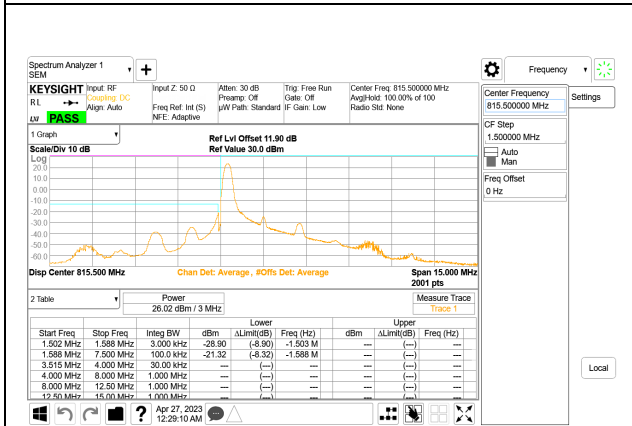 Spectrum Analyzer 1
SEM
Frequency
KEYSIGHT Input: RF Input Z: 50 Ω Atten: 30 dB Trig: Free Run Center Freq: 815.500000 MHz
R L Coupling: DC Preamp: Off Gate: Off Avg|Hold: 100.00% of 100
Align: Auto Freq Ref: Int (S) µW Path: Standard IF Gain: Low Radio Std: None
LXI PASS NFE: Adaptive
Center Frequency
815.500000 MHz
Settings
CF Step
1.500000 MHz
Auto
Man
Freq Offset
0 Hz
1 Graph
Ref Lvl Offset 11.90 dB
Scale/Div 10 dB Ref Value 30.0 dBm
Log
20.0
10.0
0.00
-10.0
-20.0
-30.0
-40.0
-50.0
-60.0
Disp Center 815.500 MHz Chan Det: Average, #Offs Det: Average Span 15.000 MHz
2001 pts
2 Table Power Measure Trace
26.02 dBm / 3 MHz Trace 1
Lower Upper
Start Freq Stop Freq Integ BW dBm ΔLimit(dB) Freq (Hz) dBm ΔLimit(dB) Freq (Hz)
1.502 MHz 1.588 MHz 3.000 kHz -28.90 (-8.90) -1.503 M --- (---) ---
1.588 MHz 7.500 MHz 100.0 kHz -21.32 (-8.32) -1.588 M --- (---) ---
3.515 MHz 4.000 MHz 30.00 kHz --- (---) --- --- (---) ---
4.000 MHz 8.000 MHz 1.000 MHz --- (---) --- --- (---) ---
8.000 MHz 12.50 MHz 1.000 MHz --- (---) --- --- (---) ---
12.50 MHz 15.00 MHz 1.000 MHz --- (---) --- --- (---) ---
Local
? Apr 27, 2023
12:29:10 AM